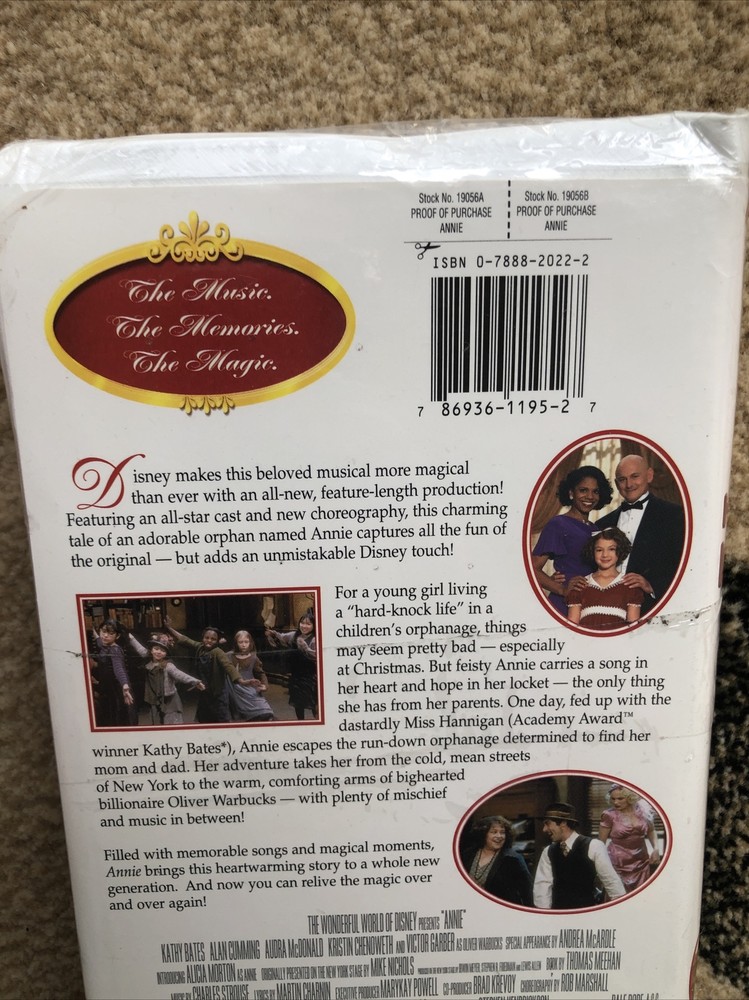 Stock No. 19056A
PROOF OF PURCHASE
ANNIE
Stock No. 19056B
PROOF OF PURCHASE
ANNIE
ISBN 0-7888-2022-2
7 86936-1195-2 7
The Music.
The Memories.
The Magic.
Disney makes this beloved musical more magical
than ever with an all-new, feature-length production!
Featuring an all-star cast and new choreography, this charming
tale of an adorable orphan named Annie captures all the fun of
the original — but adds an unmistakable Disney touch!
For a young girl living
a "hard-knock life" in a
children's orphanage, things
may seem pretty bad — especially
at Christmas. But feisty Annie carries a song in
her heart and hope in her locket — the only thing
she has from her parents. One day, fed up with the
dastardly Miss Hannigan (Academy Award™
winner Kathy Bates*), Annie escapes the run-down orphanage determined to find her
mom and dad. Her adventure takes her from the cold, mean streets
of New York to the warm, comforting arms of bighearted
billionaire Oliver Warbucks — with plenty of mischief
and music in between!
Filled with memorable songs and magical moments,
Annie brings this heartwarming story to a whole new
generation. And now you can relive the magic over
and over again!
THE WONDERFUL WORLD OF DISNEY PRESENTS "ANNIE"
KATHY BATES ALAN CUMMING AUDRA McDONALD KRISTIN CHENOWETH AND VICTOR GARBER AS OLIVER WARBUCKS SPECIAL APPEARANCE BY ANDREA McARDLE
INTRODUCING ALICIA MORTON AS ANNIE ORIGINALLY PRESENTED ON THE NEW YORK STAGE BY MIKE NICHOLS BOOK BY THOMAS MEEHAN
MUSIC BY CHARLES STROUSE LYRICS BY MARTIN CHARNIN EXECUTIVE PRODUCER MARYKAY POWELL CO-PRODUCER BRAD KREVOY CHOREOGRAPHY BY ROB MARSHALL